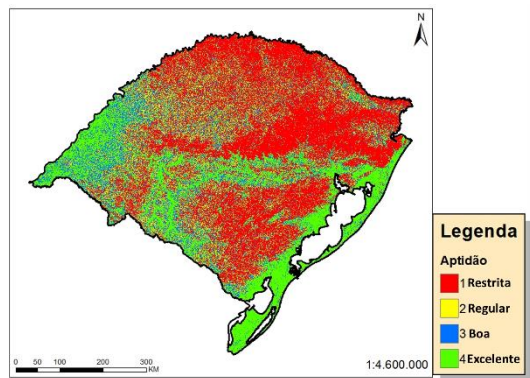 N
0 50 100 200 300
KM
1:4.600.000
Legenda
Aptidão
1 Restrita
2 Regular
3 Boa
4 Excelente